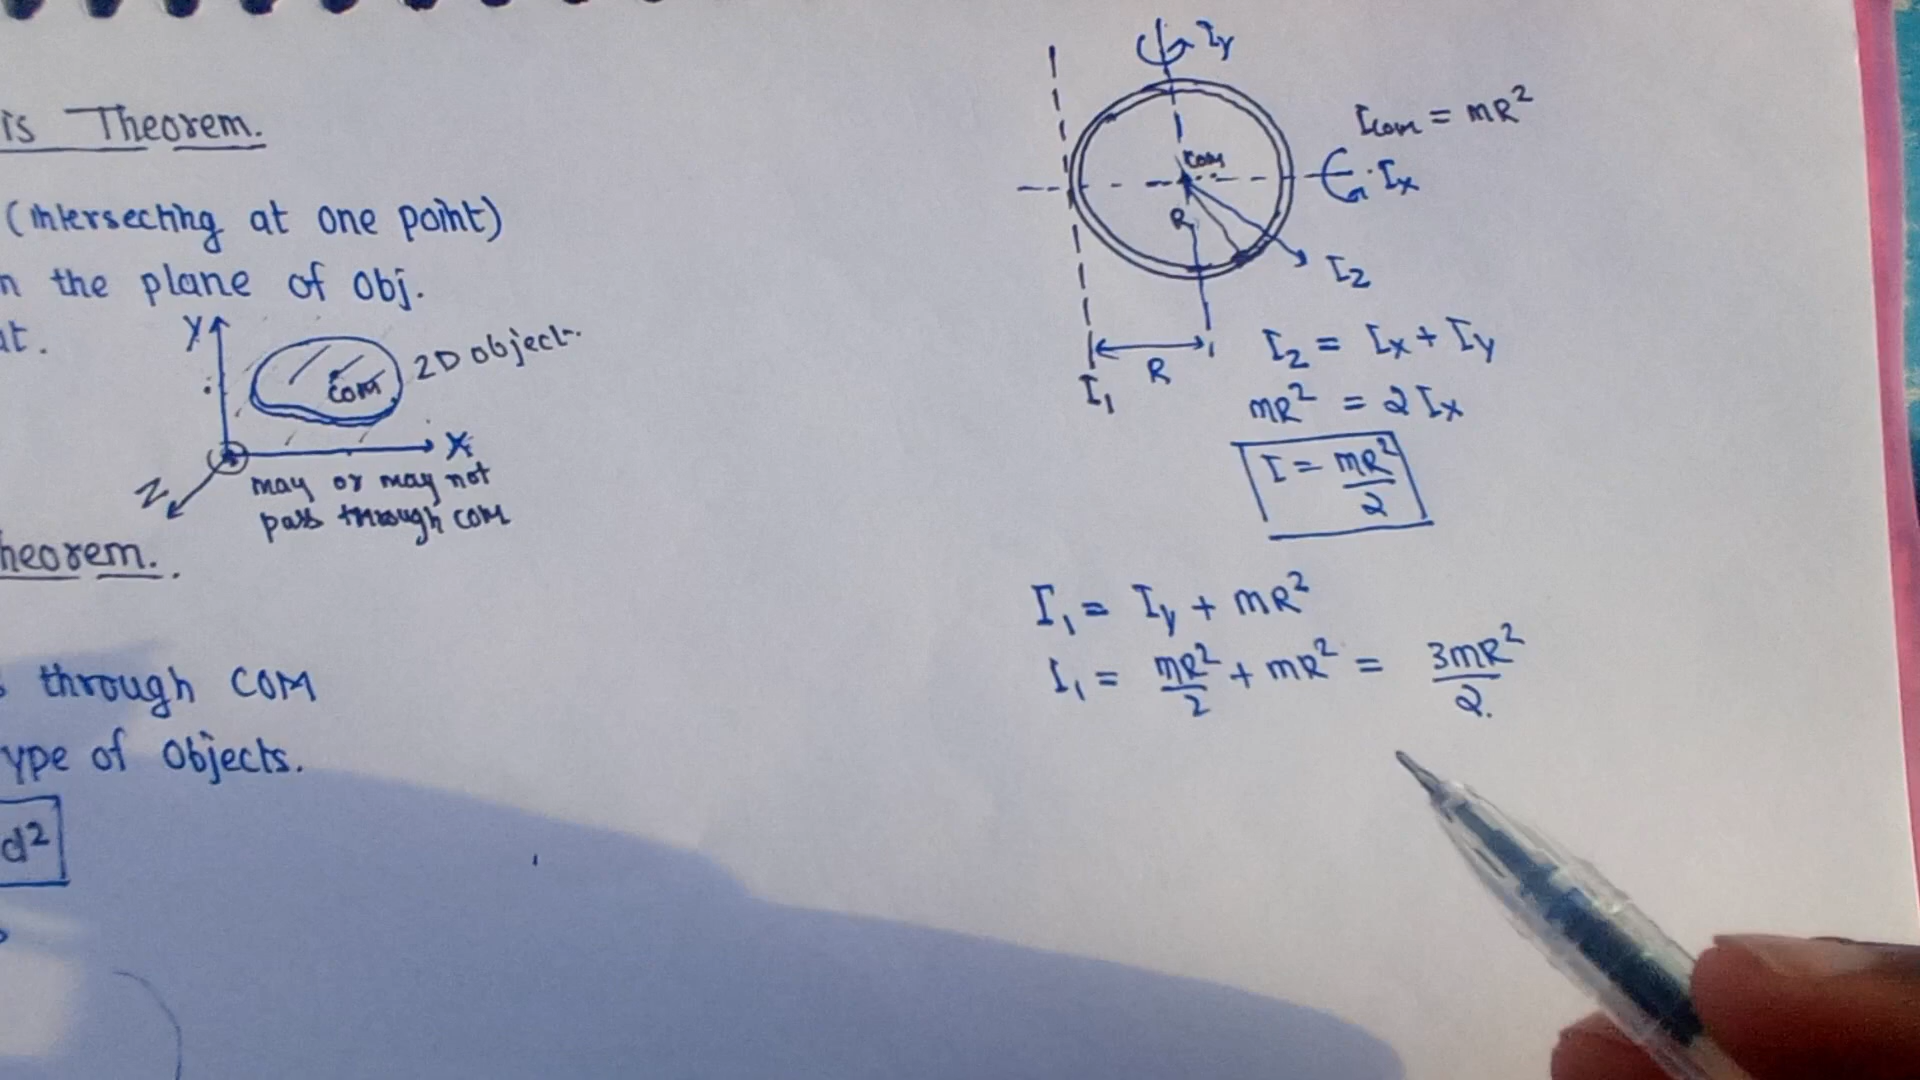 is Theorem.
(intersecting at one point)
n the plane of Obj.
at.
Y
COM
2D object
X
Z
may or may not
pass through COM
heorem.
s through COM
ype of Objects.
d²
Iy
Icom = mR²
com
Ix
R
Iz
R
I₁
Iz = Ix + Iy
mR² = 2Ix
I = mR²/2
I₁ = Iy + mR²
I₁ = mR²/2 + mR² = 3mR²/2.